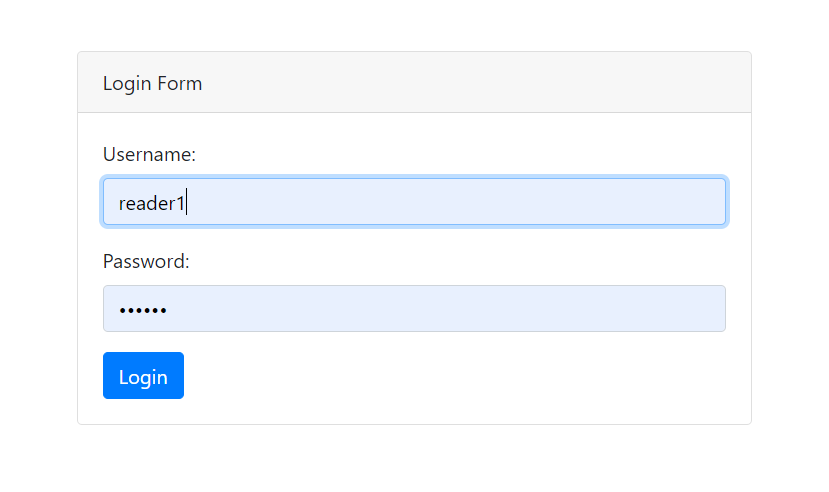 Login Form
Username:
reader1
Password:
••••••
Login